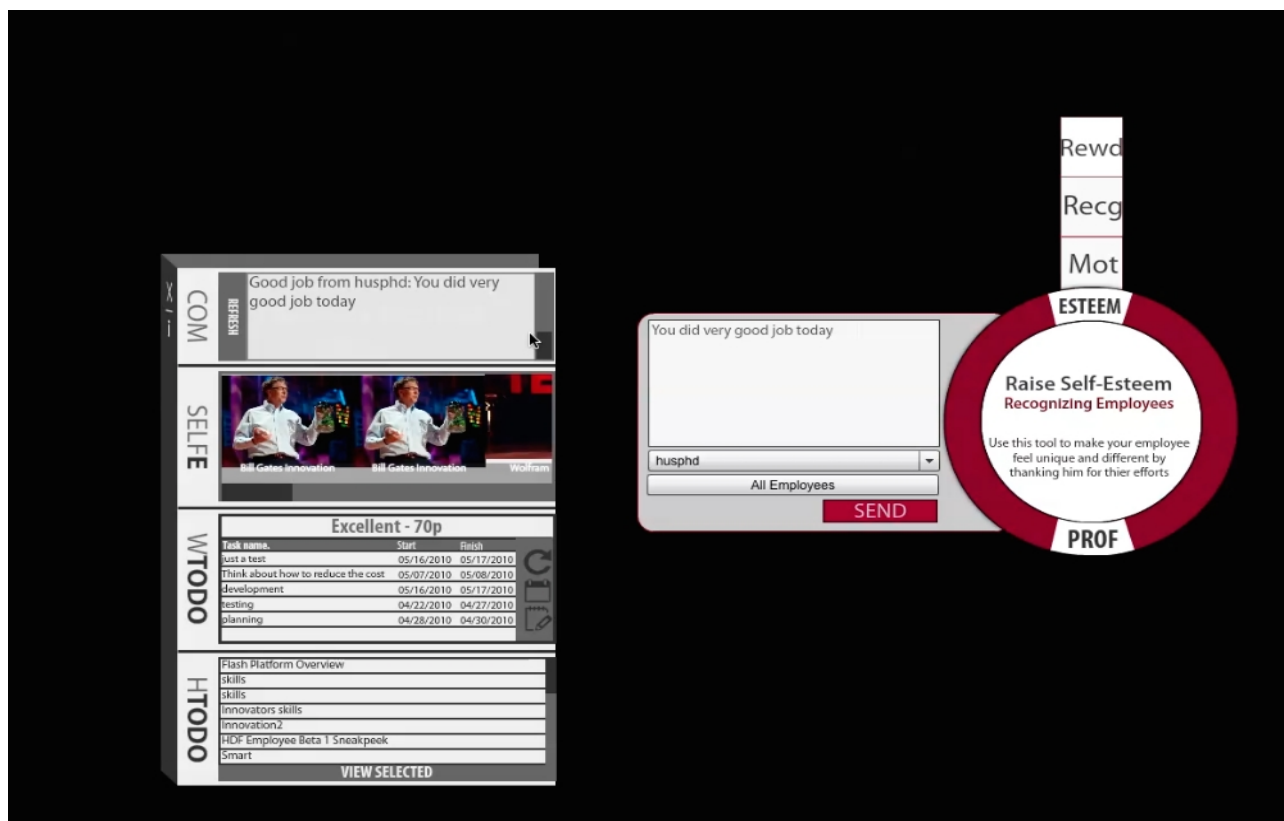 X - i
COM
REFRESH
Good job from husphd: You did very
good job today
SELFE
Bill Gates Innovation
Bill Gates Innovation
Wolfram
WTODO
Excellent - 70p
Task name. Start Finish
just a test 05/16/2010 05/17/2010
Think about how to reduce the cost 05/07/2010 05/08/2010
development 05/16/2010 05/17/2010
testing 04/22/2010 04/27/2010
planning 04/28/2010 04/30/2010
HTODO
Flash Platform Overview
skills
skills
Innovators skills
Innovation2
HDF Employee Beta 1 Sneakpeek
Smart
VIEW SELECTED
You did very good job today
husphd
All Employees
SEND
Rewd
Recg
Mot
ESTEEM
Raise Self-Esteem
Recognizing Employees
Use this tool to make your employee
feel unique and different by
thanking him for thier efforts
PROF